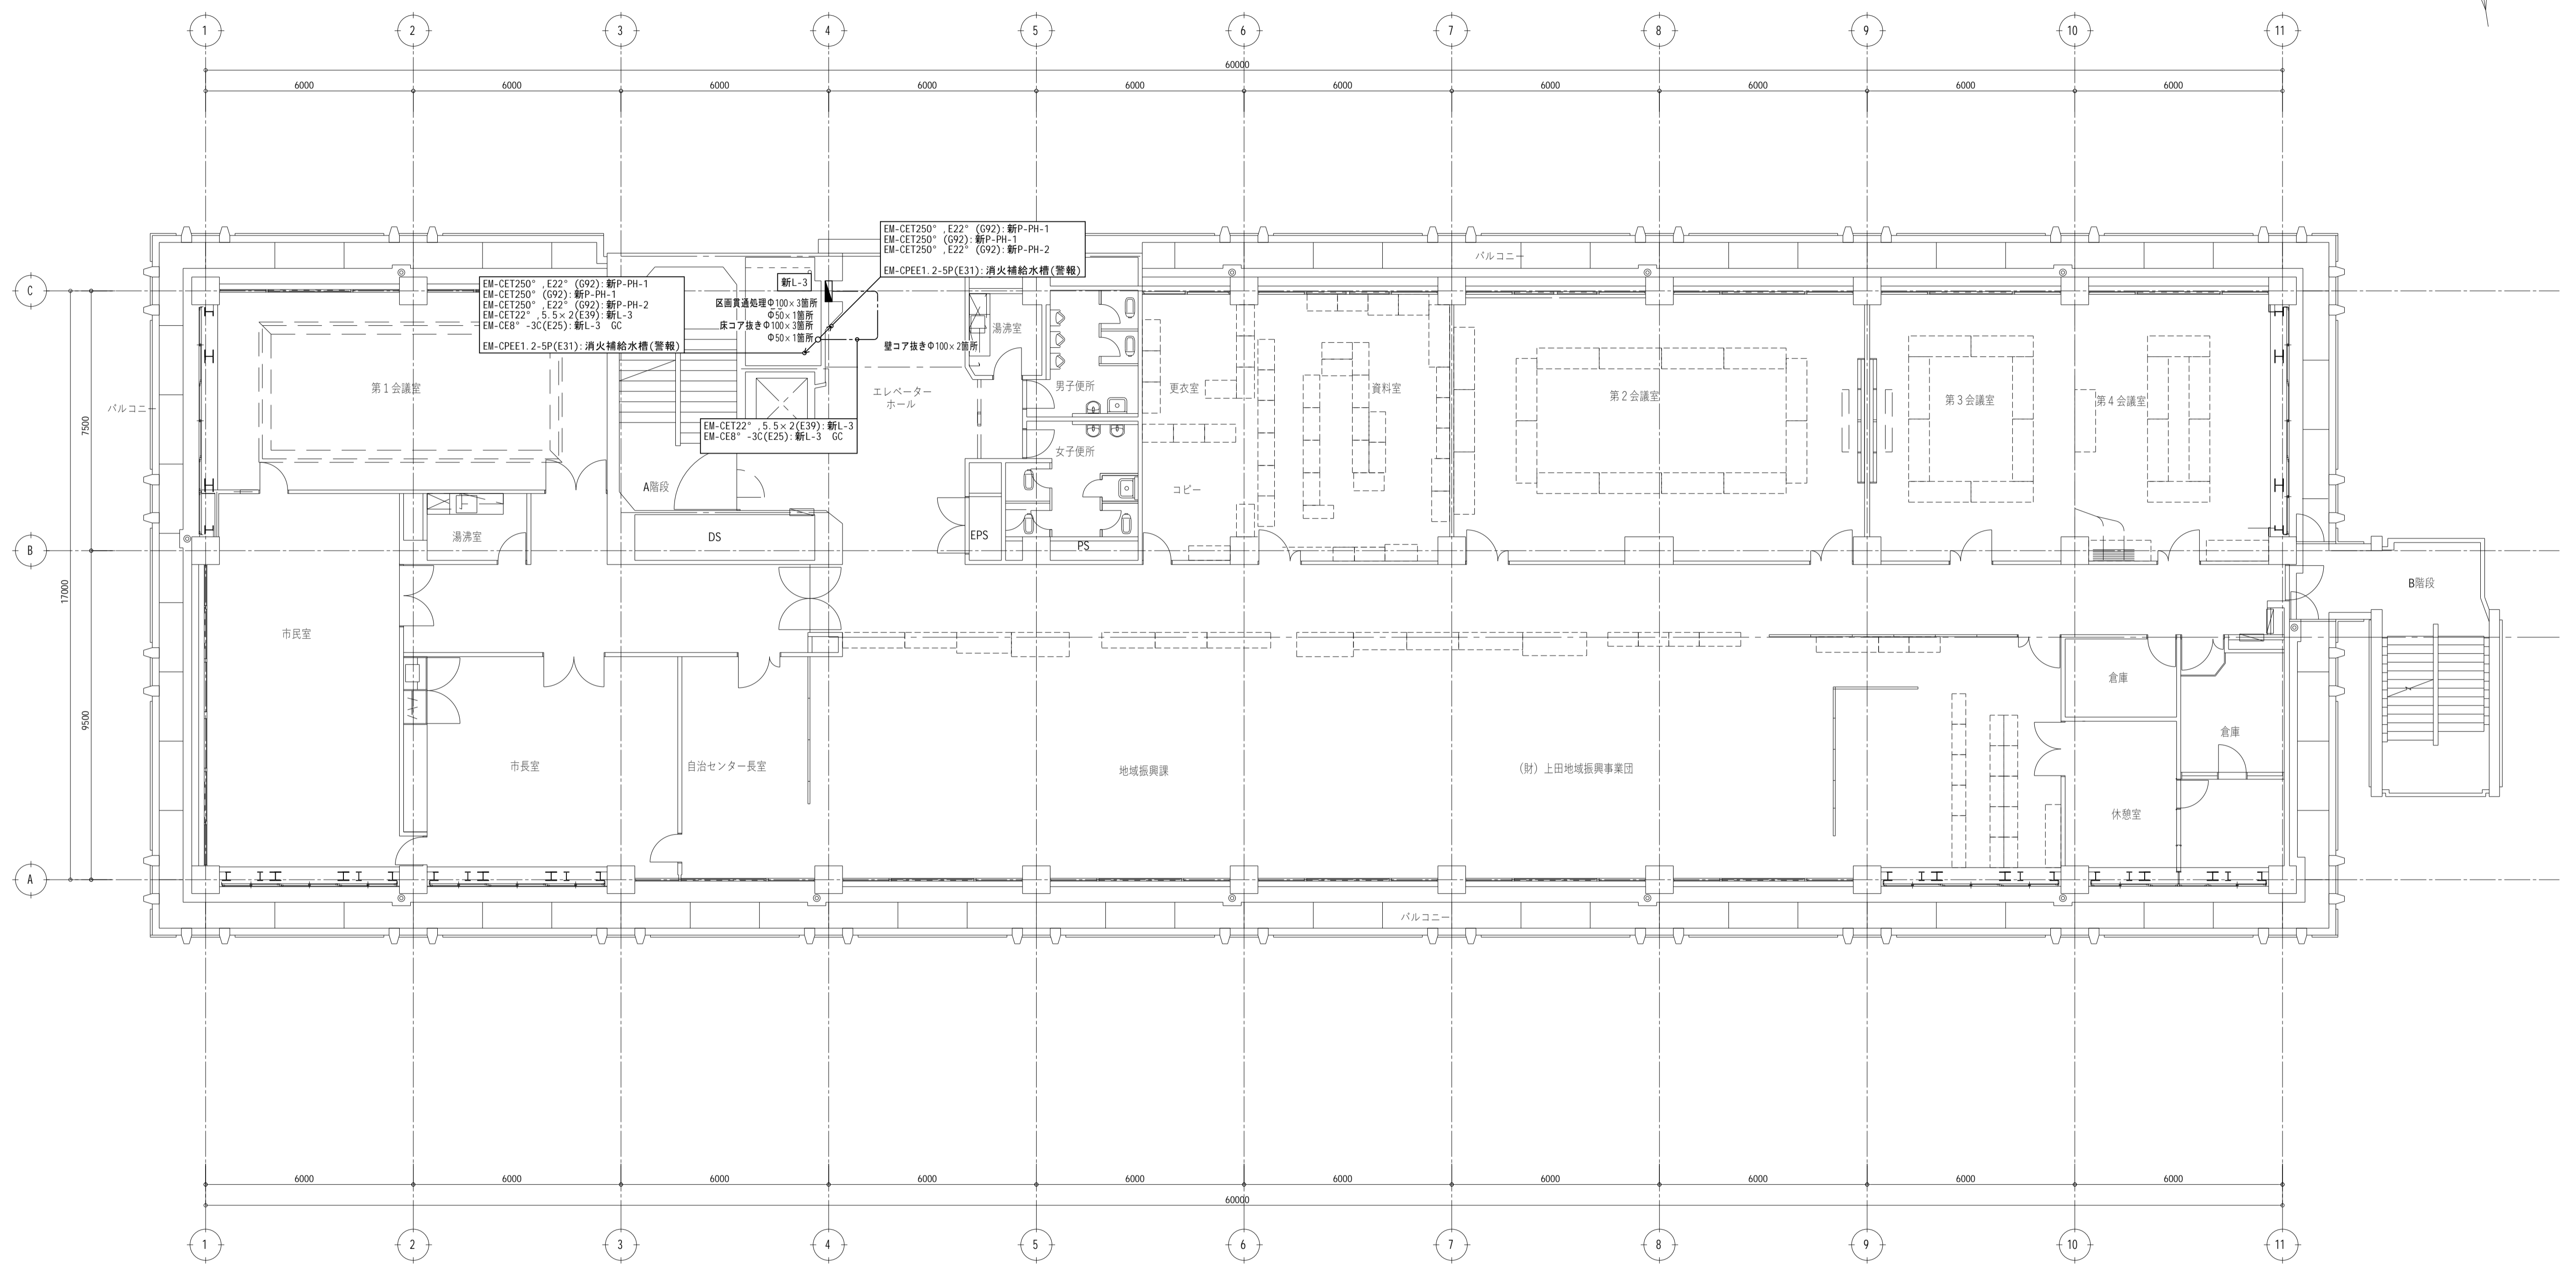 1
2
3
4
5
6
7
8
9
10
11
60000
6000
6000
6000
6000
6000
6000
6000
6000
6000
6000
EM-CET250°,E22°(G92):新P-PH-1
EM-CET250°(G92):新P-PH-1
EM-CET250°,E22°(G92):新P-PH-2
EM-CPEE1.2-5P(E31):消火補給水槽(警報)
バルコニー
C
新L-3
EM-CET250°,E22°(G92):新P-PH-1
EM-CET250°(G92):新P-PH-1
EM-CET250°,E22°(G92):新P-PH-2
EM-CET22°,5.5×2(E39):新L-3
EM-CE8°-3C(E25):新L-3 GC
EM-CPEE1.2-5P(E31):消火補給水槽(警報)
区画貫通処理Φ100×3箇所
Φ50×1箇所
床コア抜きΦ100×3箇所
Φ50×1箇所
壁コア抜きΦ100×2箇所
湯沸室
第1会議室
エレベーター
ホール
男子便所
更衣室
資料室
第2会議室
第3会議室
第4会議室
バルコニー
7500
EM-CET22°,5.5×2(E39):新L-3
EM-CE8°-3C(E25):新L-3 GC
女子便所
A階段
コピー
湯沸室
DS
EPS
PS
B
B階段
17000
市民室
9500
倉庫
倉庫
市長室
自治センター長室
地域振興課
(財)上田地域振興事業団
休憩室
A
バルコニー
6000
6000
6000
6000
6000
6000
6000
6000
6000
6000
60000
1
2
3
4
5
6
7
8
9
10
11